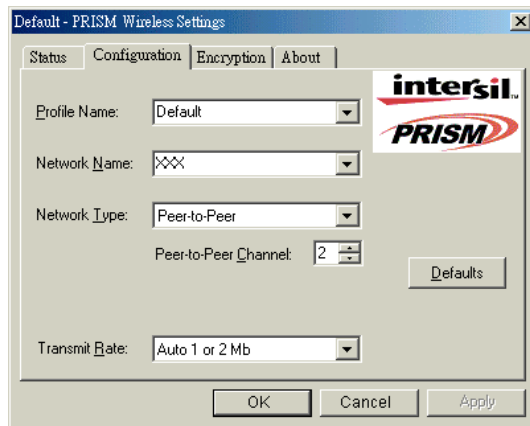 Default - PRISM Wireless Settings
Status Configuration Encryption About
intersil™
PRISM
Profile Name: Default
Network Name: XXX
Network Type: Peer-to-Peer
Peer-to-Peer Channel: 2
Defaults
Transmit Rate: Auto 1 or 2 Mb
OK Cancel Apply